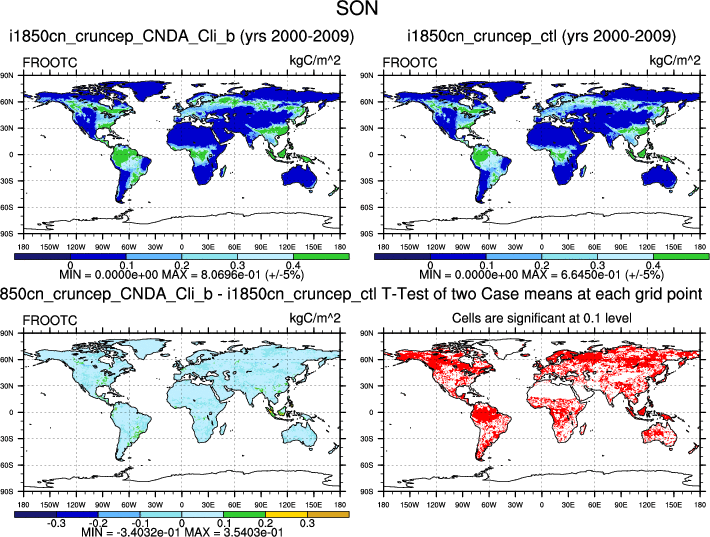 SON
i1850cn_cruncep_CNDA_Cli_b (yrs 2000-2009)
i1850cn_cruncep_ctl (yrs 2000-2009)
FROOTC kgC/m^2
FROOTC kgC/m^2
90N
60N
30N
0
30S
60S
90S
180 150W 120W 90W 60W 30W 0 30E 60E 90E 120E 150E 180
90N
60N
30N
0
30S
60S
90S
180 150W 120W 90W 60W 30W 0 30E 60E 90E 120E 150E 180
0 0.1 0.2 0.3 0.4
MIN = 0.0000e+00 MAX = 8.0696e-01 (+/-5%)
0 0.1 0.2 0.3 0.4
MIN = 0.0000e+00 MAX = 6.6450e-01 (+/-5%)
850cn_cruncep_CNDA_Cli_b - i1850cn_cruncep_ctl
T-Test of two Case means at each grid point
FROOTC kgC/m^2
Cells are significant at 0.1 level
90N
60N
30N
0
30S
60S
90S
180 150W 120W 90W 60W 30W 0 30E 60E 90E 120E 150E 180
90N
60N
30N
0
30S
60S
90S
180 150W 120W 90W 60W 30W 0 30E 60E 90E 120E 150E 180
-0.3 -0.2 -0.1 0 0.1 0.2 0.3
MIN = -3.4032e-01 MAX = 3.5403e-01